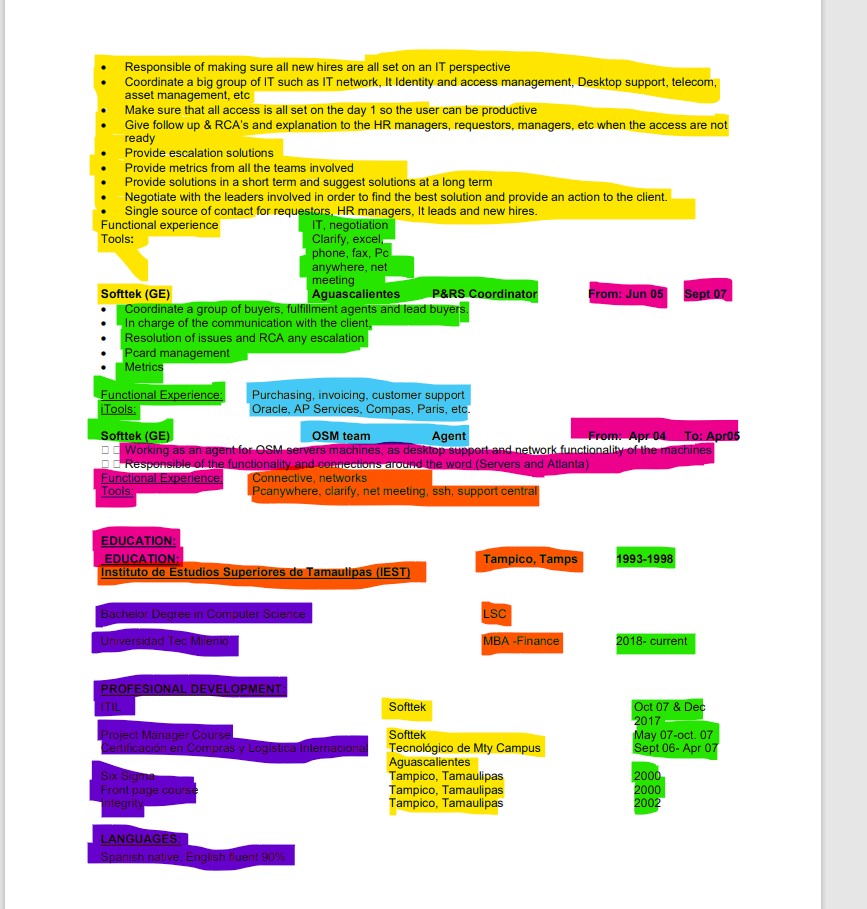 • Responsible of making sure all new hires are all set on an IT perspective
• Coordinate a big group of IT such as IT network, It Identity and access management, Desktop support, telecom,
asset management, etc
• Make sure that all access is all set on the day 1 so the user can be productive
• Give follow up & RCA's and explanation to the HR managers, requestors, managers, etc when the access are not
ready
• Provide escalation solutions
• Provide metrics from all the teams involved
• Provide solutions in a short term and suggest solutions at a long term
• Negotiate with the leaders involved in order to find the best solution and provide an action to the client.
• Single source of contact for requestors, HR managers, It leads and new hires.
Functional experience IT, negotiation
Tools: Clarify, excel,
phone, fax, Pc
anywhere, net
meeting
Softtek (GE) Aguascalientes P&RS Coordinator From: Jun 05 Sept 07
• Coordinate a group of buyers, fulfillment agents and lead buyers.
• In charge of the communication with the client,
• Resolution of issues and RCA any escalation
• Pcard management
• Metrics
Functional Experience: Purchasing, invoicing, customer support
iTools: Oracle, AP Services, Compas, Paris, etc.
Softtek (GE) OSM team Agent From: Apr 04 To: Apr05
Working as an agent for OSM servers machines. as desktop support and network functionality of the machines
Responsible of the functionality and connections around the word (Servers and Atlanta)
Functional Experience: Connective, networks
Tools: Pcanywhere, clarify, net meeting, ssh, support central
EDUCATION:
EDUCATION: Tampico, Tamps 1993-1998
Instituto de Estudios Superiores de Tamaulipas (IEST)
Bachelor Degree in Computer Science LSC
Universidad Tec Milenio MBA -Finance 2018- current
PROFESIONAL DEVELOPMENT:
ITIL Softtek Oct 07 & Dec
2017
Project Manager Course Softtek May 07-oct. 07
Certificación en Compras y Logística Internacional Tecnológico de Mty Campus Sept 06- Apr 07
Aguascalientes
Six Sigma Tampico, Tamaulipas 2000
Front page course Tampico, Tamaulipas 2000
Integrity Tampico, Tamaulipas 2002
LANGUAGES:
Spanish native, English fluent 90%